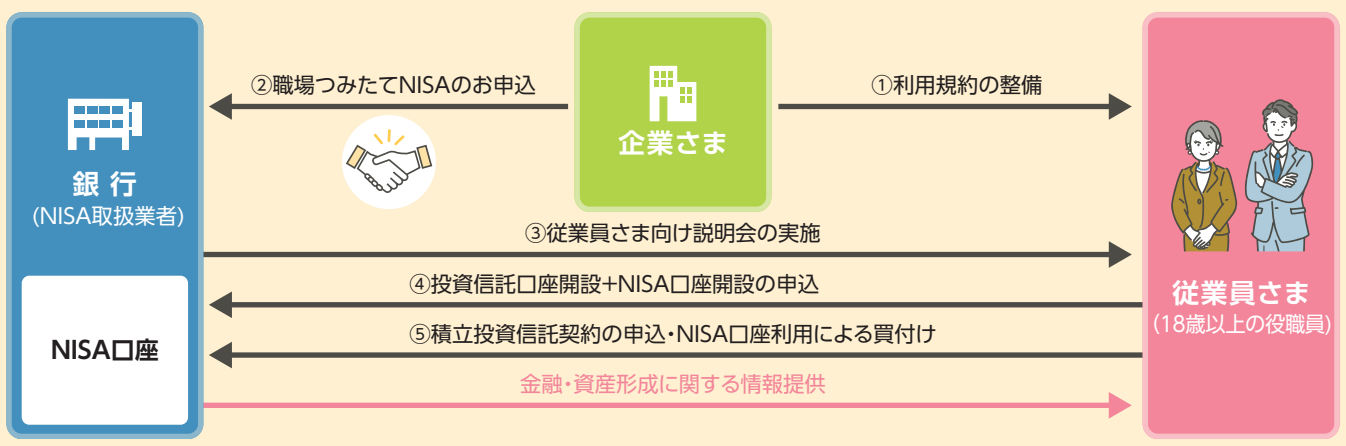 ②職場つみたてNISAのお申込
①利用規約の整備
企業さま
銀行
(NISA取扱業者)
③従業員さま向け説明会の実施
④投資信託口座開設+NISA口座開設の申込
従業員さま
(18歳以上の役職員)
⑤積立投資信託契約の申込・NISA口座利用による買付け
NISA口座
金融・資産形成に関する情報提供